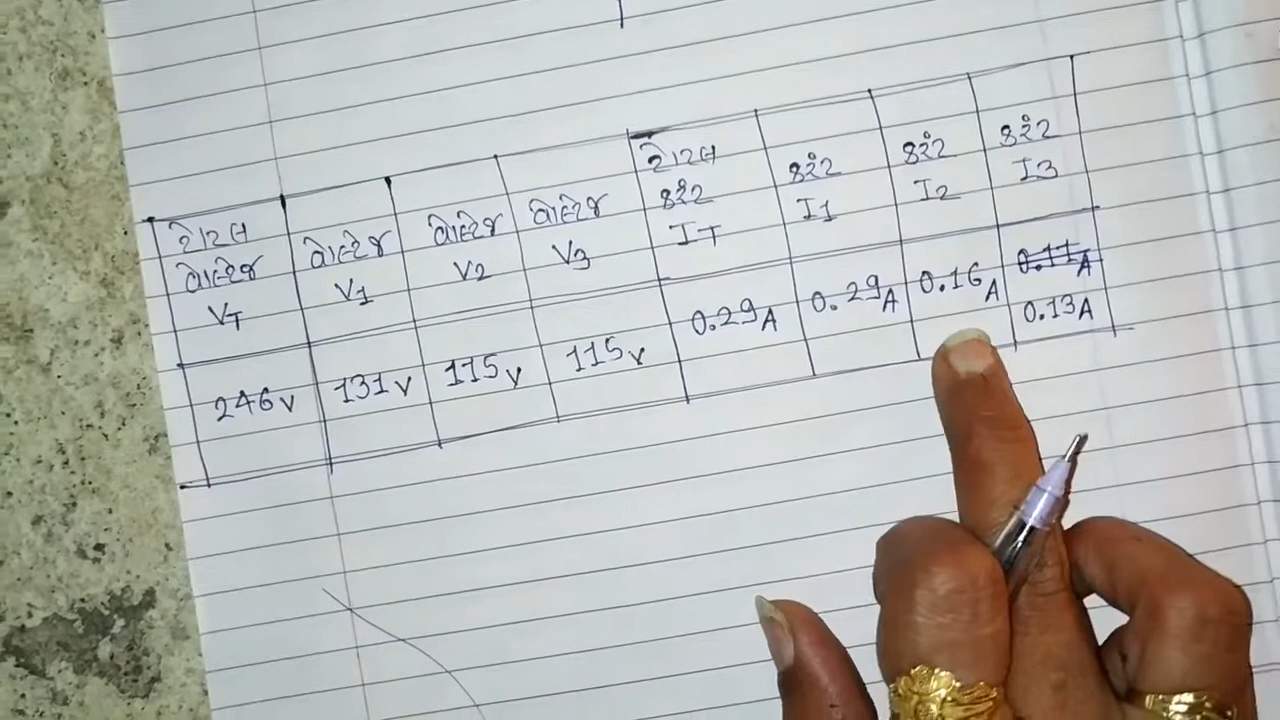 ટોટલ
વોલ્ટેજ
VT
વોલ્ટેજ
V1
વોલ્ટેજ
V2
વોલ્ટેજ
V3
ટોટલ
કરંટ
IT
કરંટ
I1
કરંટ
I2
કરંટ
I3
246V
131V
115V
115V
0.29A
0.29A
0.16A
0.11A
0.13A